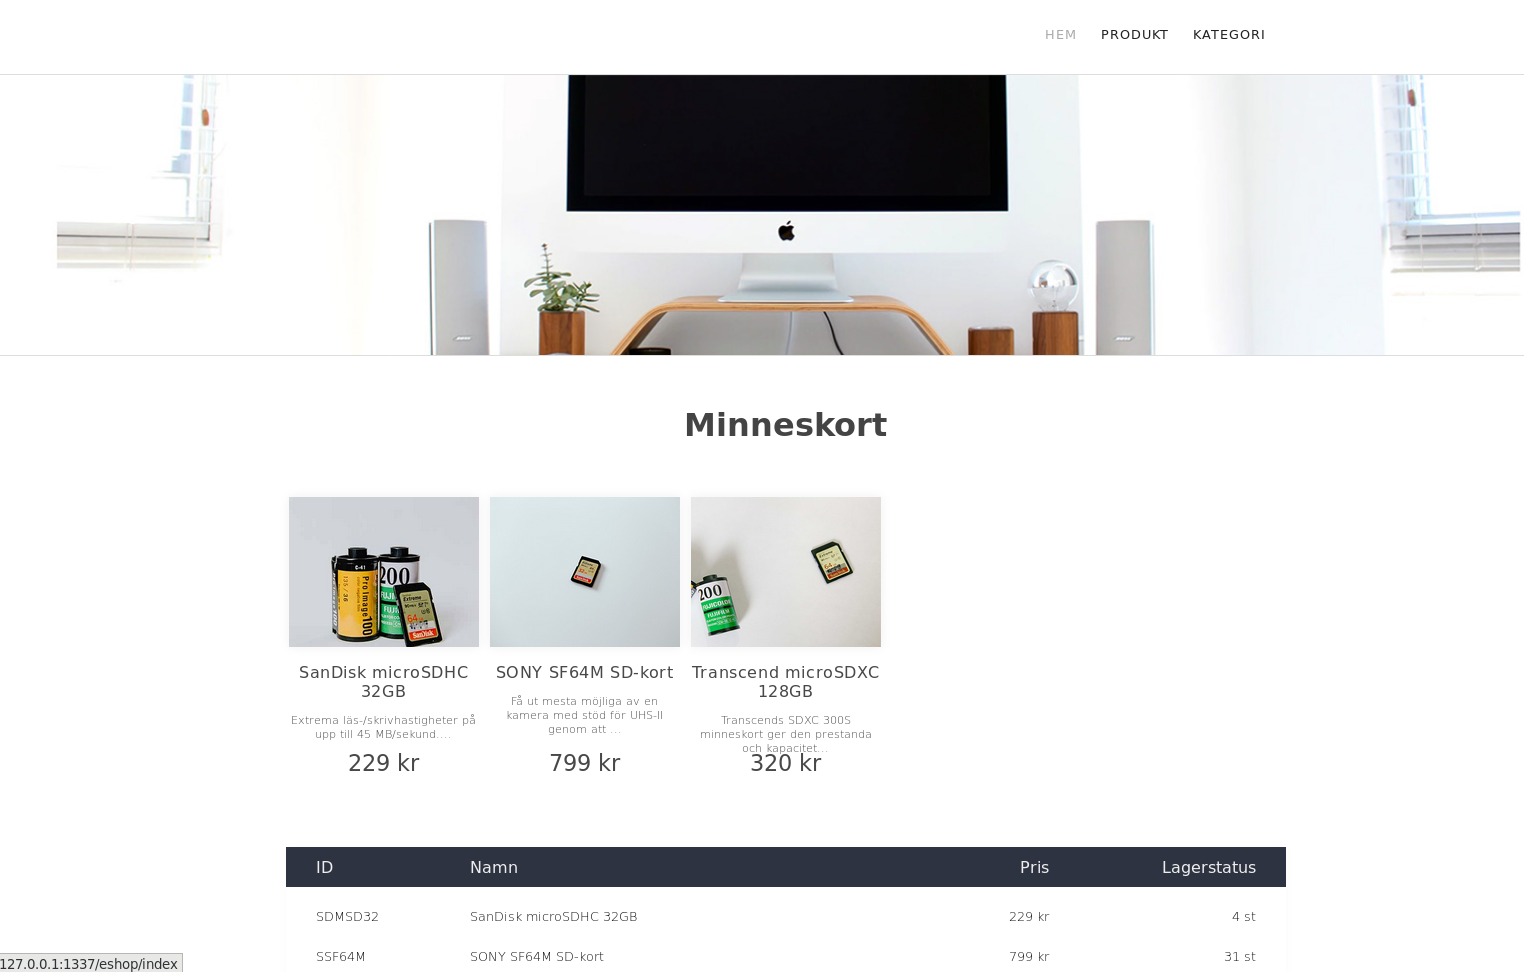 HEM PRODUKT KATEGORI
Minneskort
SanDisk microSDHC
32GB
Extrema läs-/skrivhastigheter på
upp till 45 MB/sekund....
229 kr
SONY SF64M SD-kort
Få ut mesta möjliga av en
kamera med stöd för UHS-II
genom att ...
799 kr
Transcend microSDXC
128GB
Transcends SDXC 300S
minneskort ger den prestanda
och kapacitet...
320 kr
ID Namn Pris Lagerstatus
SDMSD32 SanDisk microSDHC 32GB 229 kr 4 st
SSF64M SONY SF64M SD-kort 799 kr 31 st
127.0.0.1:1337/eshop/index